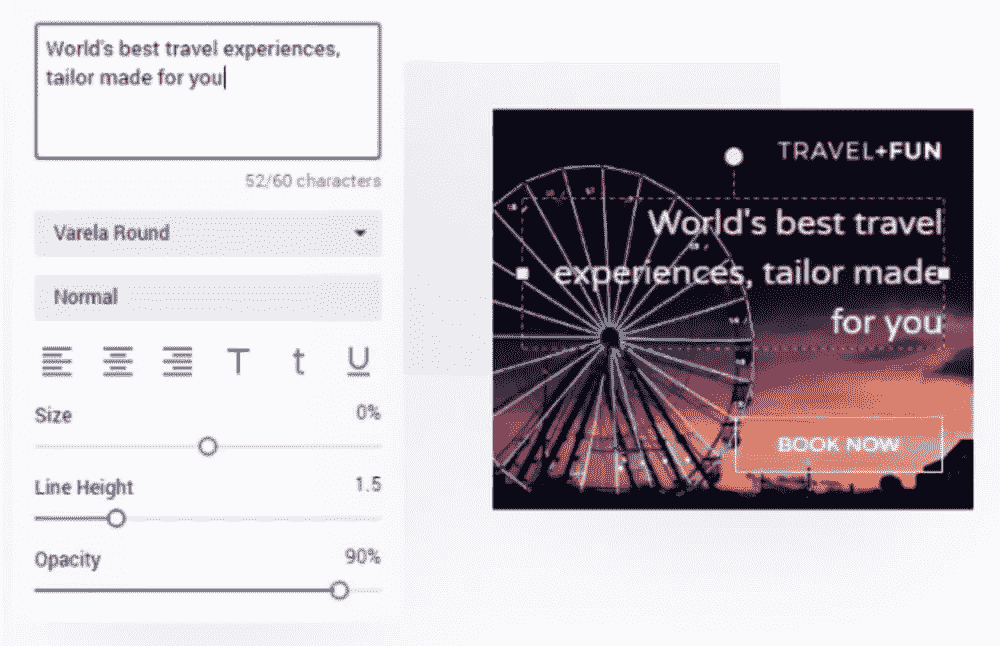 World's best travel experiences,
tailor made for you
52/60 characters
Varela Round
Normal
T t U
Size 0%
Line Height 1.5
Opacity 90%
TRAVEL+FUN
World's best travel
experiences, tailor made
for you
BOOK NOW